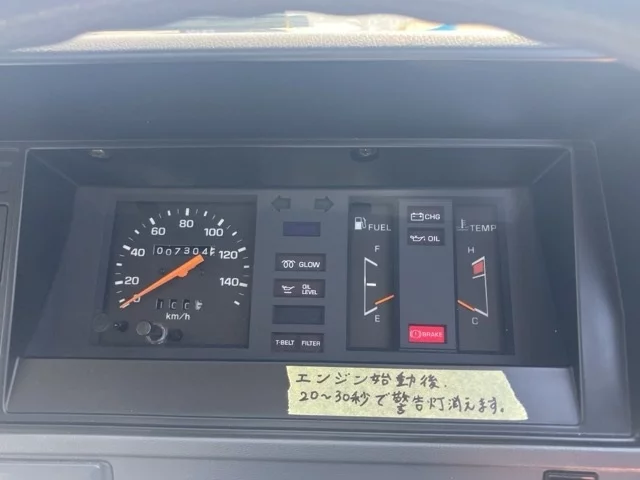 60 80 100
40 120
20 140
0
007304
km/h
GLOW
OIL
LEVEL
T-BELT FILTER
FUEL
F
E
CHG
OIL
BRAKE
TEMP
H
C
エンジン始動後、
20～30秒で警告灯消えます。